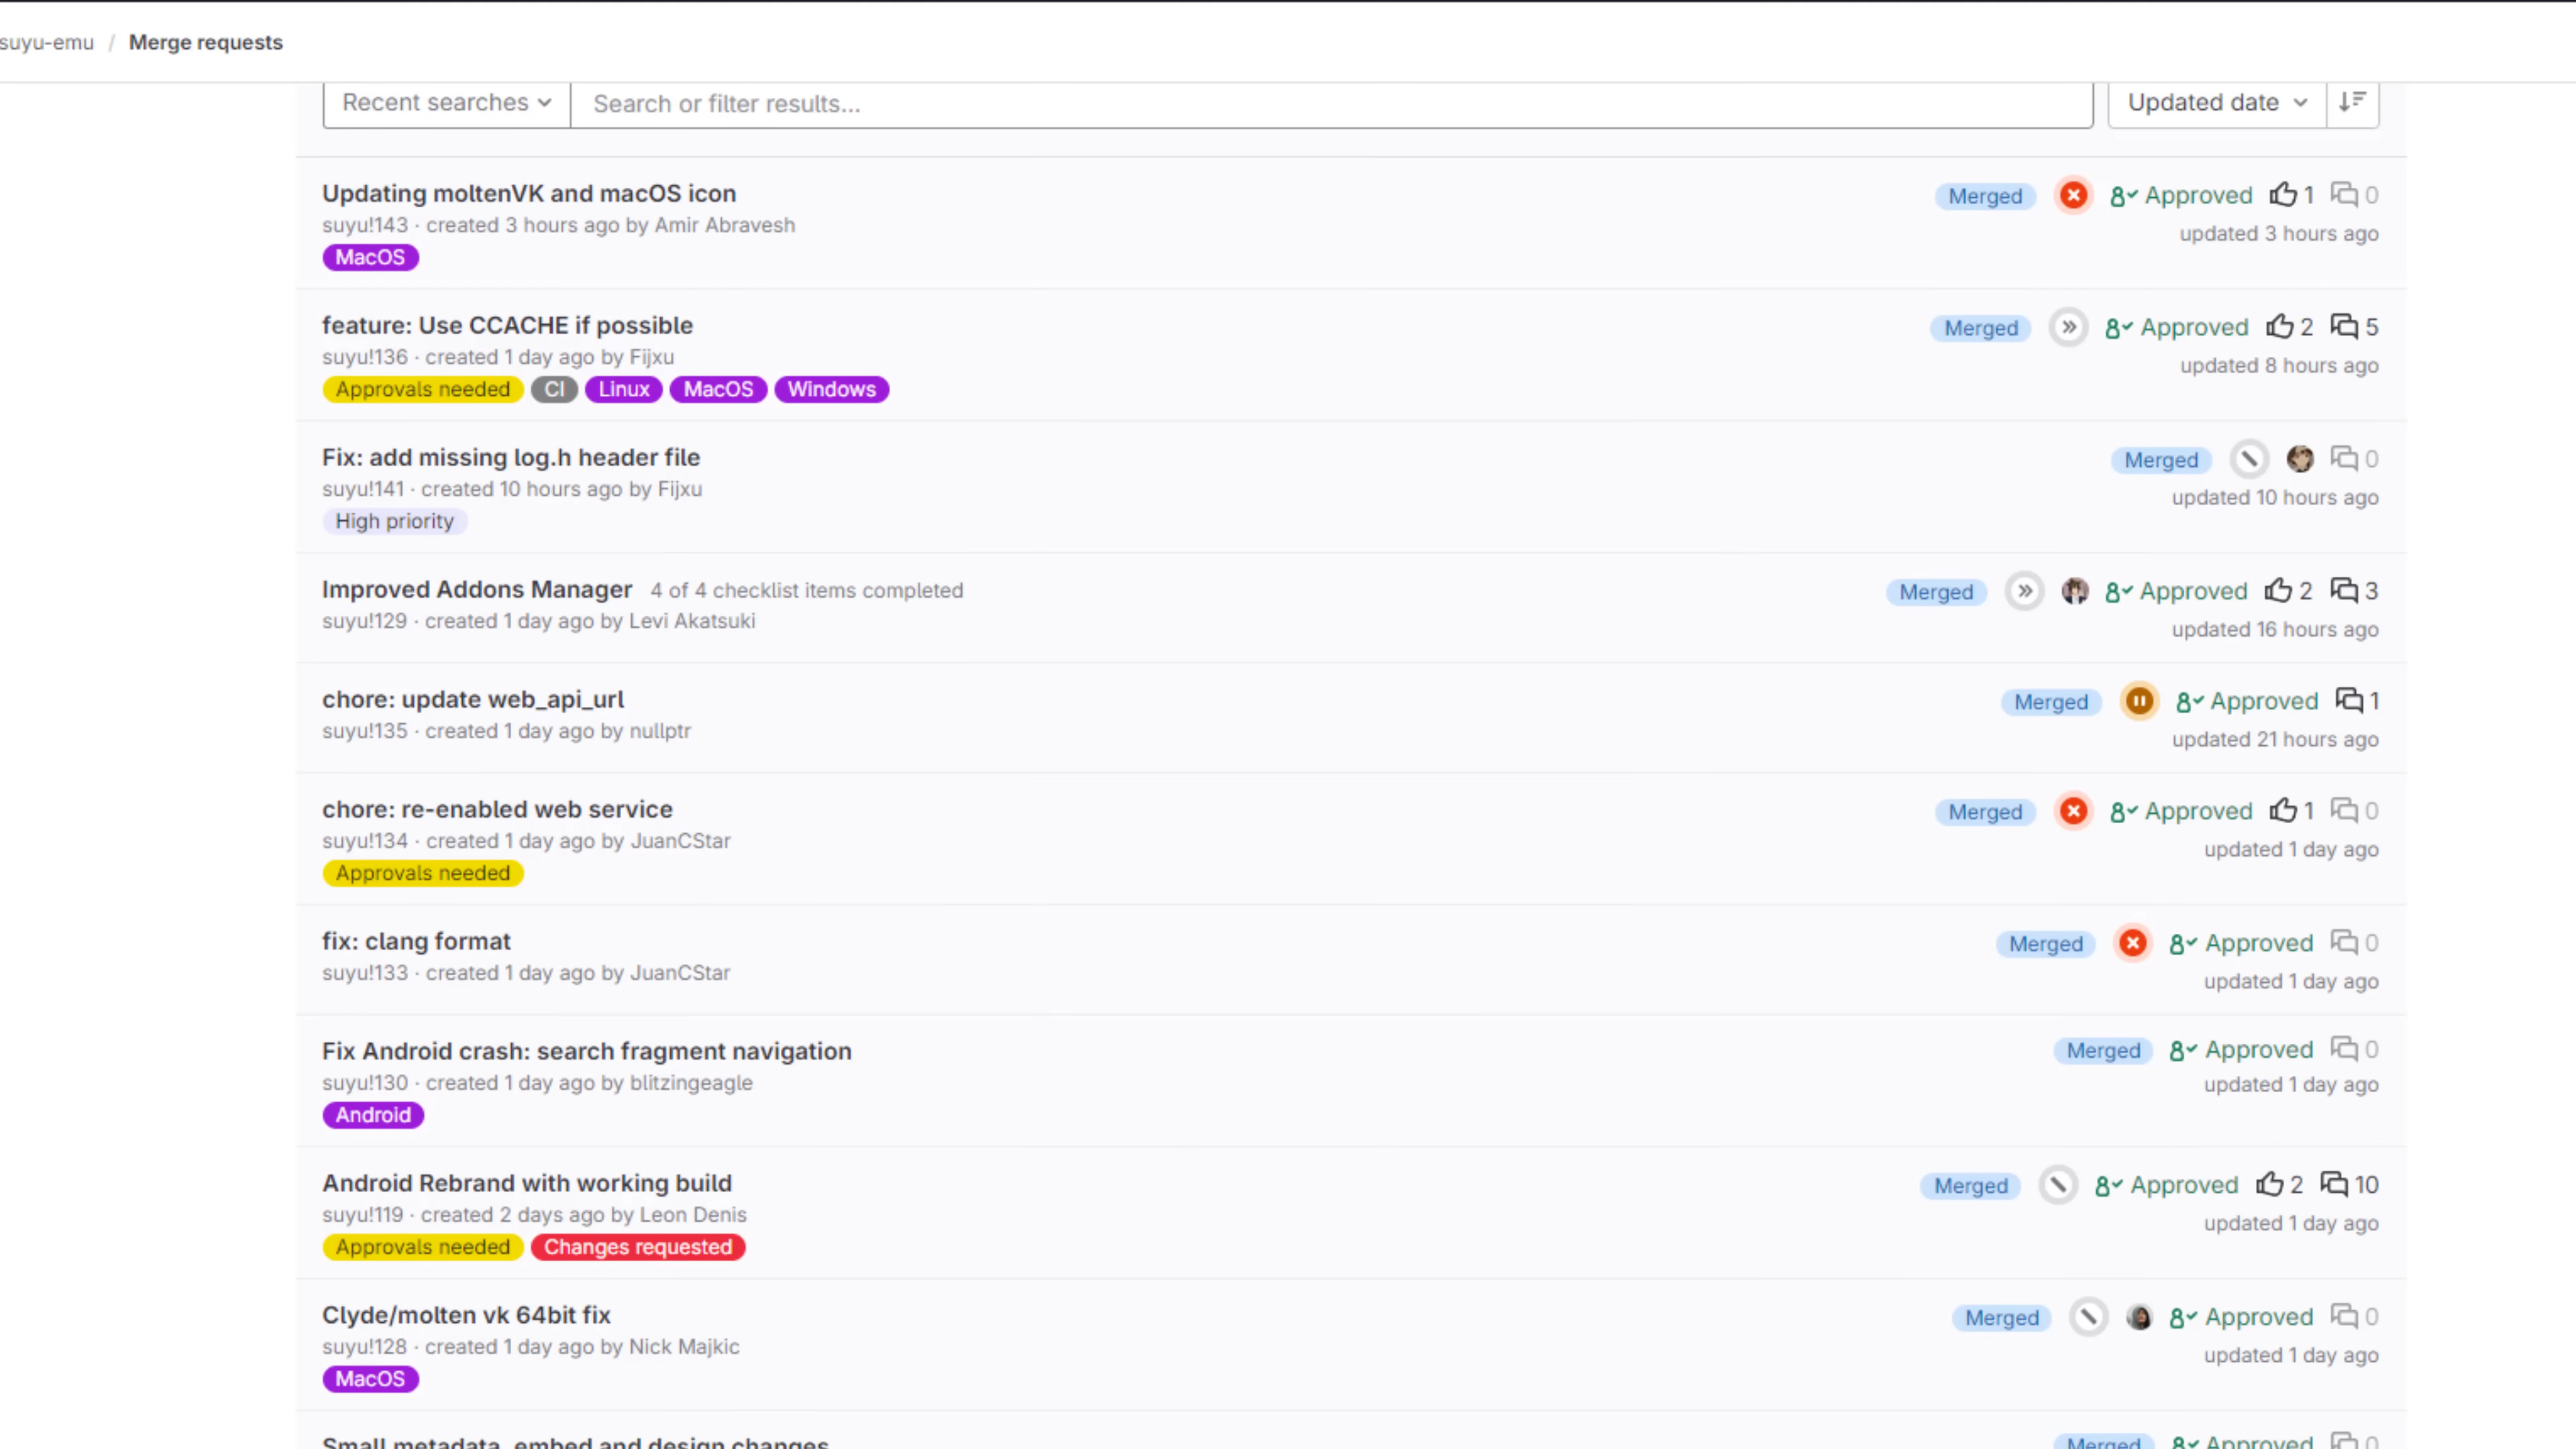 suyu-emu / Merge requests
Recent searches Search or filter results... Updated date
Updating moltenVK and macOS icon Merged Approved 1 0
suyu!143 · created 3 hours ago by Amir Abravesh updated 3 hours ago
MacOS
feature: Use CCACHE if possible Merged Approved 2 5
suyu!136 · created 1 day ago by Fijxu updated 8 hours ago
Approvals needed CI Linux MacOS Windows
Fix: add missing log.h header file Merged 0
suyu!141 · created 10 hours ago by Fijxu updated 10 hours ago
High priority
Improved Addons Manager 4 of 4 checklist items completed Merged Approved 2 3
suyu!129 · created 1 day ago by Levi Akatsuki updated 16 hours ago
chore: update web_api_url Merged Approved 1
suyu!135 · created 1 day ago by nullptr updated 21 hours ago
chore: re-enabled web service Merged Approved 1 0
suyu!134 · created 1 day ago by JuanCStar updated 1 day ago
Approvals needed
fix: clang format Merged Approved 0
suyu!133 · created 1 day ago by JuanCStar updated 1 day ago
Fix Android crash: search fragment navigation Merged Approved 0
suyu!130 · created 1 day ago by blitzingeagle updated 1 day ago
Android
Android Rebrand with working build Merged Approved 2 10
suyu!119 · created 2 days ago by Leon Denis updated 1 day ago
Approvals needed Changes requested
Clyde/molten vk 64bit fix Merged Approved 0
suyu!128 · created 1 day ago by Nick Majkic updated 1 day ago
MacOS
Small metadata, embed and design changes Merged Approved 0